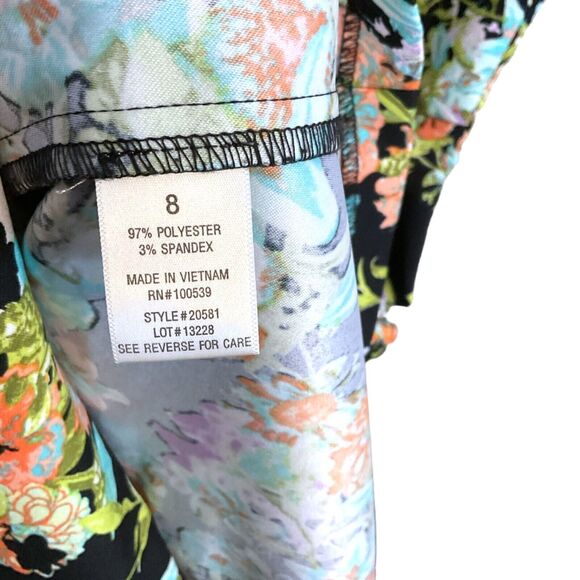 8
97% POLYESTER
3% SPANDEX
MADE IN VIETNAM
RN#100539
STYLE#20581
LOT#13228
SEE REVERSE FOR CARE